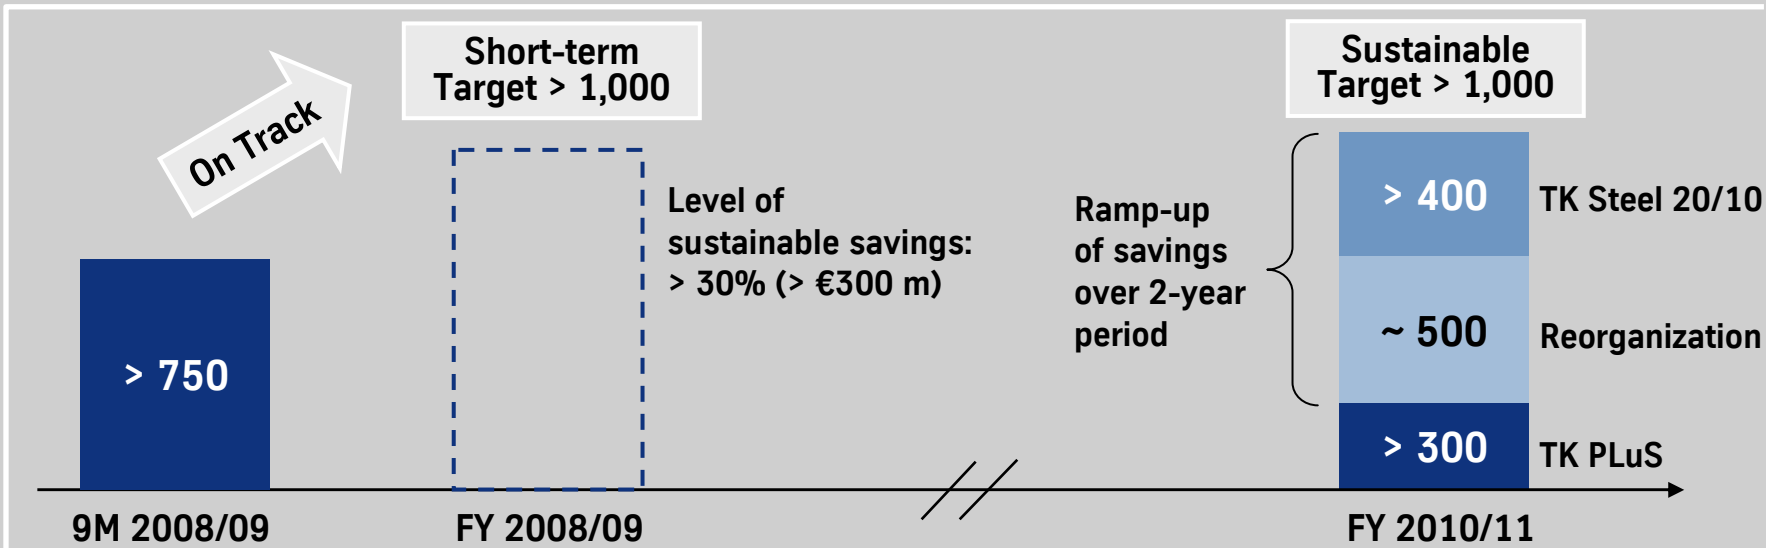 On Track
Short-term
Target > 1,000
Sustainable
Target > 1,000
> 750
Level of
sustainable savings:
> 30% (> €300 m)
Ramp-up
of savings
over 2-year
period
> 400
TK Steel 20/10
~ 500
Reorganization
> 300
TK PLuS
9M 2008/09
FY 2008/09
FY 2010/11